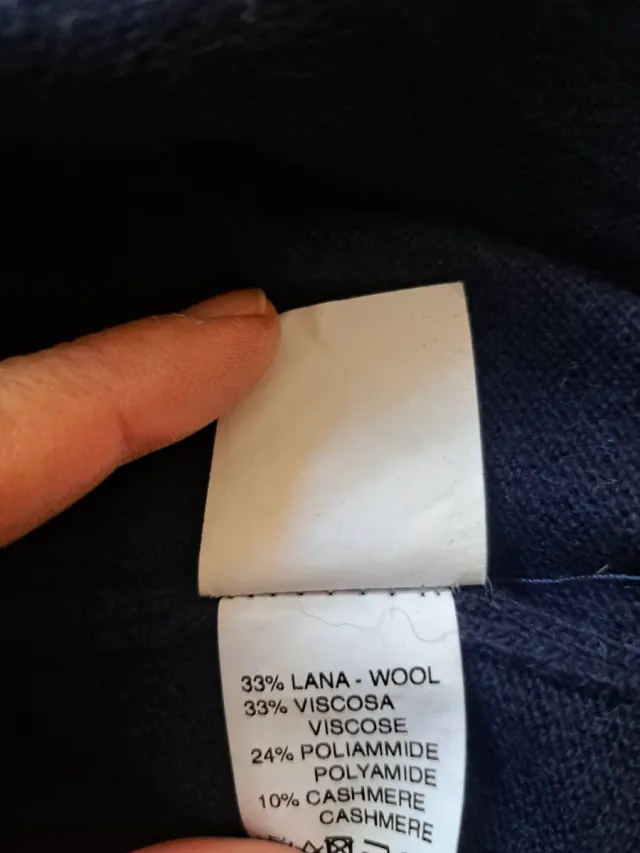 33% LANA - WOOL
33% VISCOSA
VISCOSE
24% POLIAMMIDE
POLYAMIDE
10% CASHMERE
CASHMERE